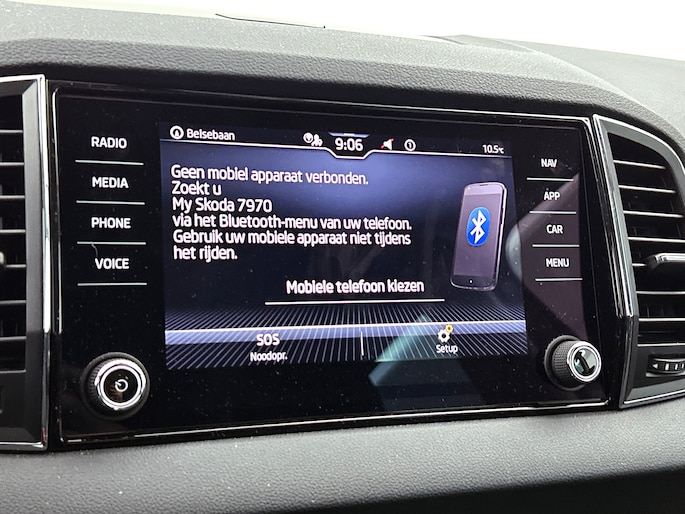 Belsebaan
9:06
10.5°C
RADIO
MEDIA
PHONE
VOICE
Geen mobiel apparaat verbonden.
Zoekt u
My Skoda 7970
via het Bluetooth-menu van uw telefoon.
Gebruik uw mobiele apparaat niet tijdens
het rijden.
Mobiele telefoon kiezen
SOS
Noodopr.
Setup
NAV
APP
CAR
MENU